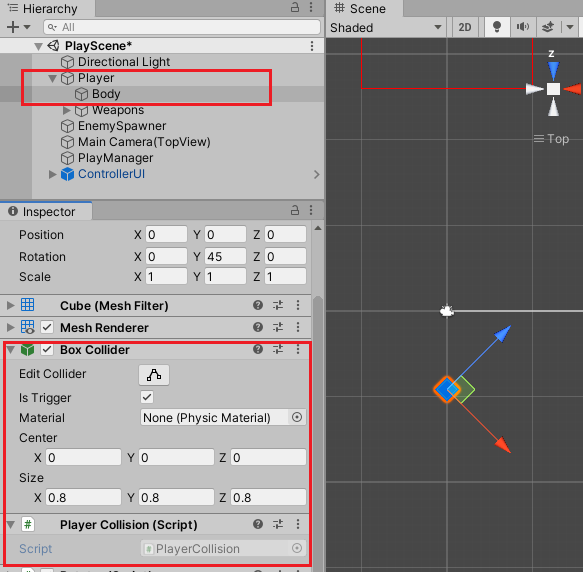 Hierarchy
All
PlayScene*
Directional Light
Player
Body
Weapons
EnemySpawner
Main Camera(TopView)
PlayManager
ControllerUI
Inspector
Position X 0 Y 0 Z 0
Rotation X 0 Y 45 Z 0
Scale X 1 Y 1 Z 1
Cube (Mesh Filter)
Mesh Renderer
Box Collider
Edit Collider
Is Trigger
Material None (Physic Material)
Center
X 0 Y 0 Z 0
Size
X 0.8 Y 0.8 Z 0.8
Player Collision (Script)
Script PlayerCollision
Scene
Shaded 2D
z
Top